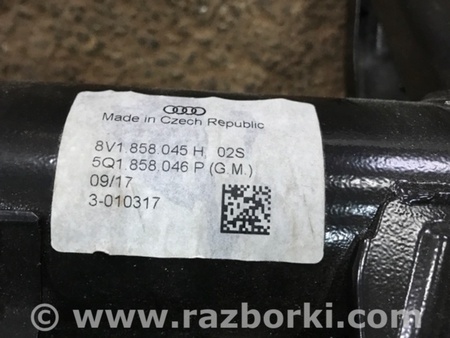 Made in Czech Republic
8V1 858 045 H 02S
5Q1 858 046 P (G.M.)
09/17
3-010317
© www.razborki.com